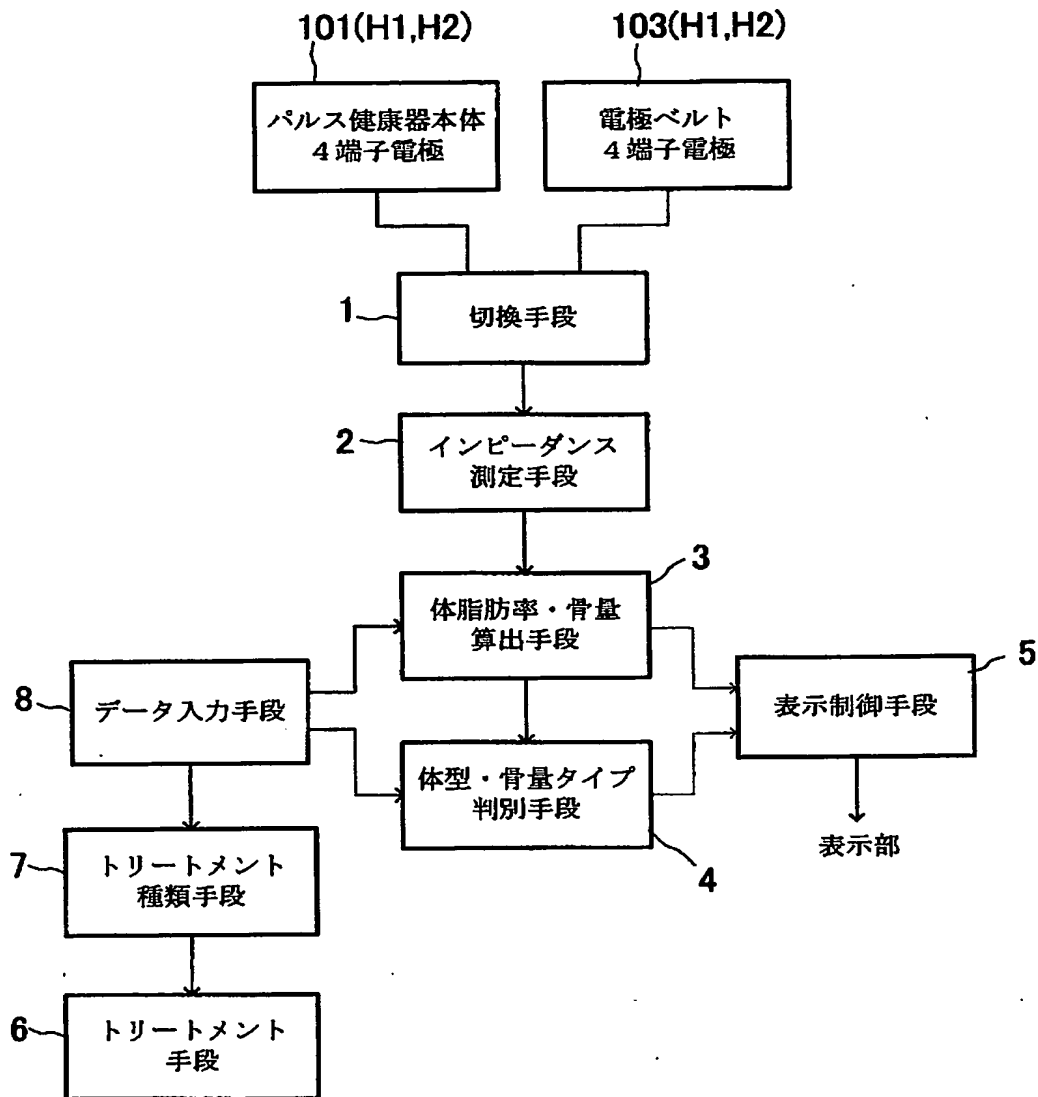 101(H1,H2)
103(H1,H2)
パルス健康器本体
4端子電極
電極ベルト
4端子電極
1
切換手段
2
インピーダンス
測定手段
3
体脂肪率・骨量
算出手段
5
表示制御手段
8
データ入力手段
体型・骨量タイプ
判別手段
4
表示部
7
トリートメント
種類手段
6
トリートメント
手段